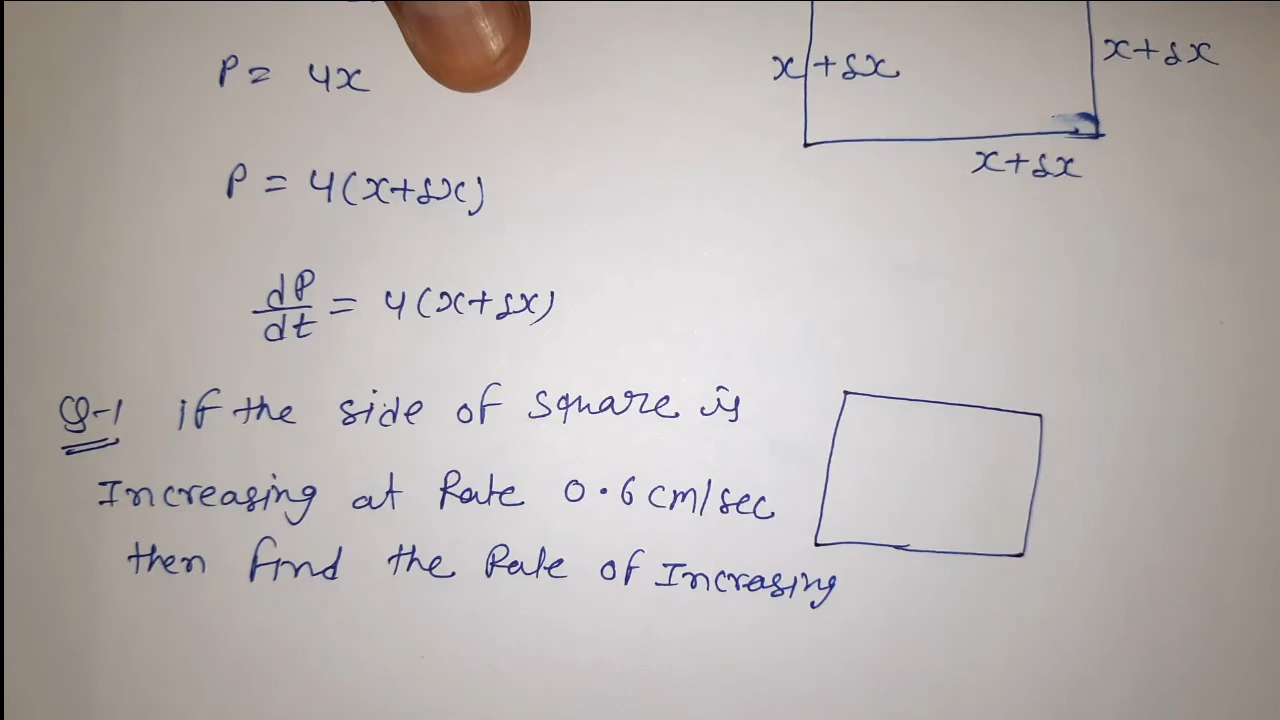 P = 4x
x+δx
x+δx
x+δx
P = 4(x+δx)
dP/dt = 4(x+δx)
Q-1 if the side of square is
Increasing at Rate 0.6 cm/sec
then find the Rate of Incrasing